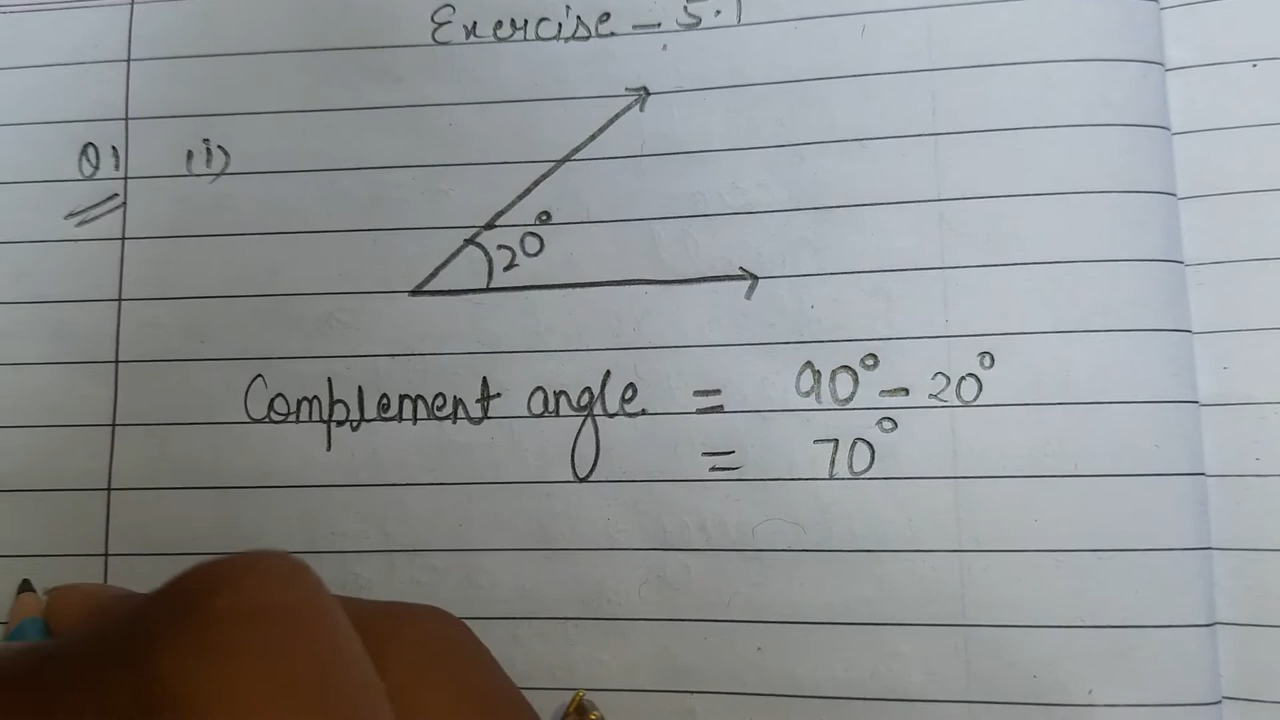 Exercise - 5.1
Q1 (i)
20°
Complement angle = 90° - 20°
= 70°